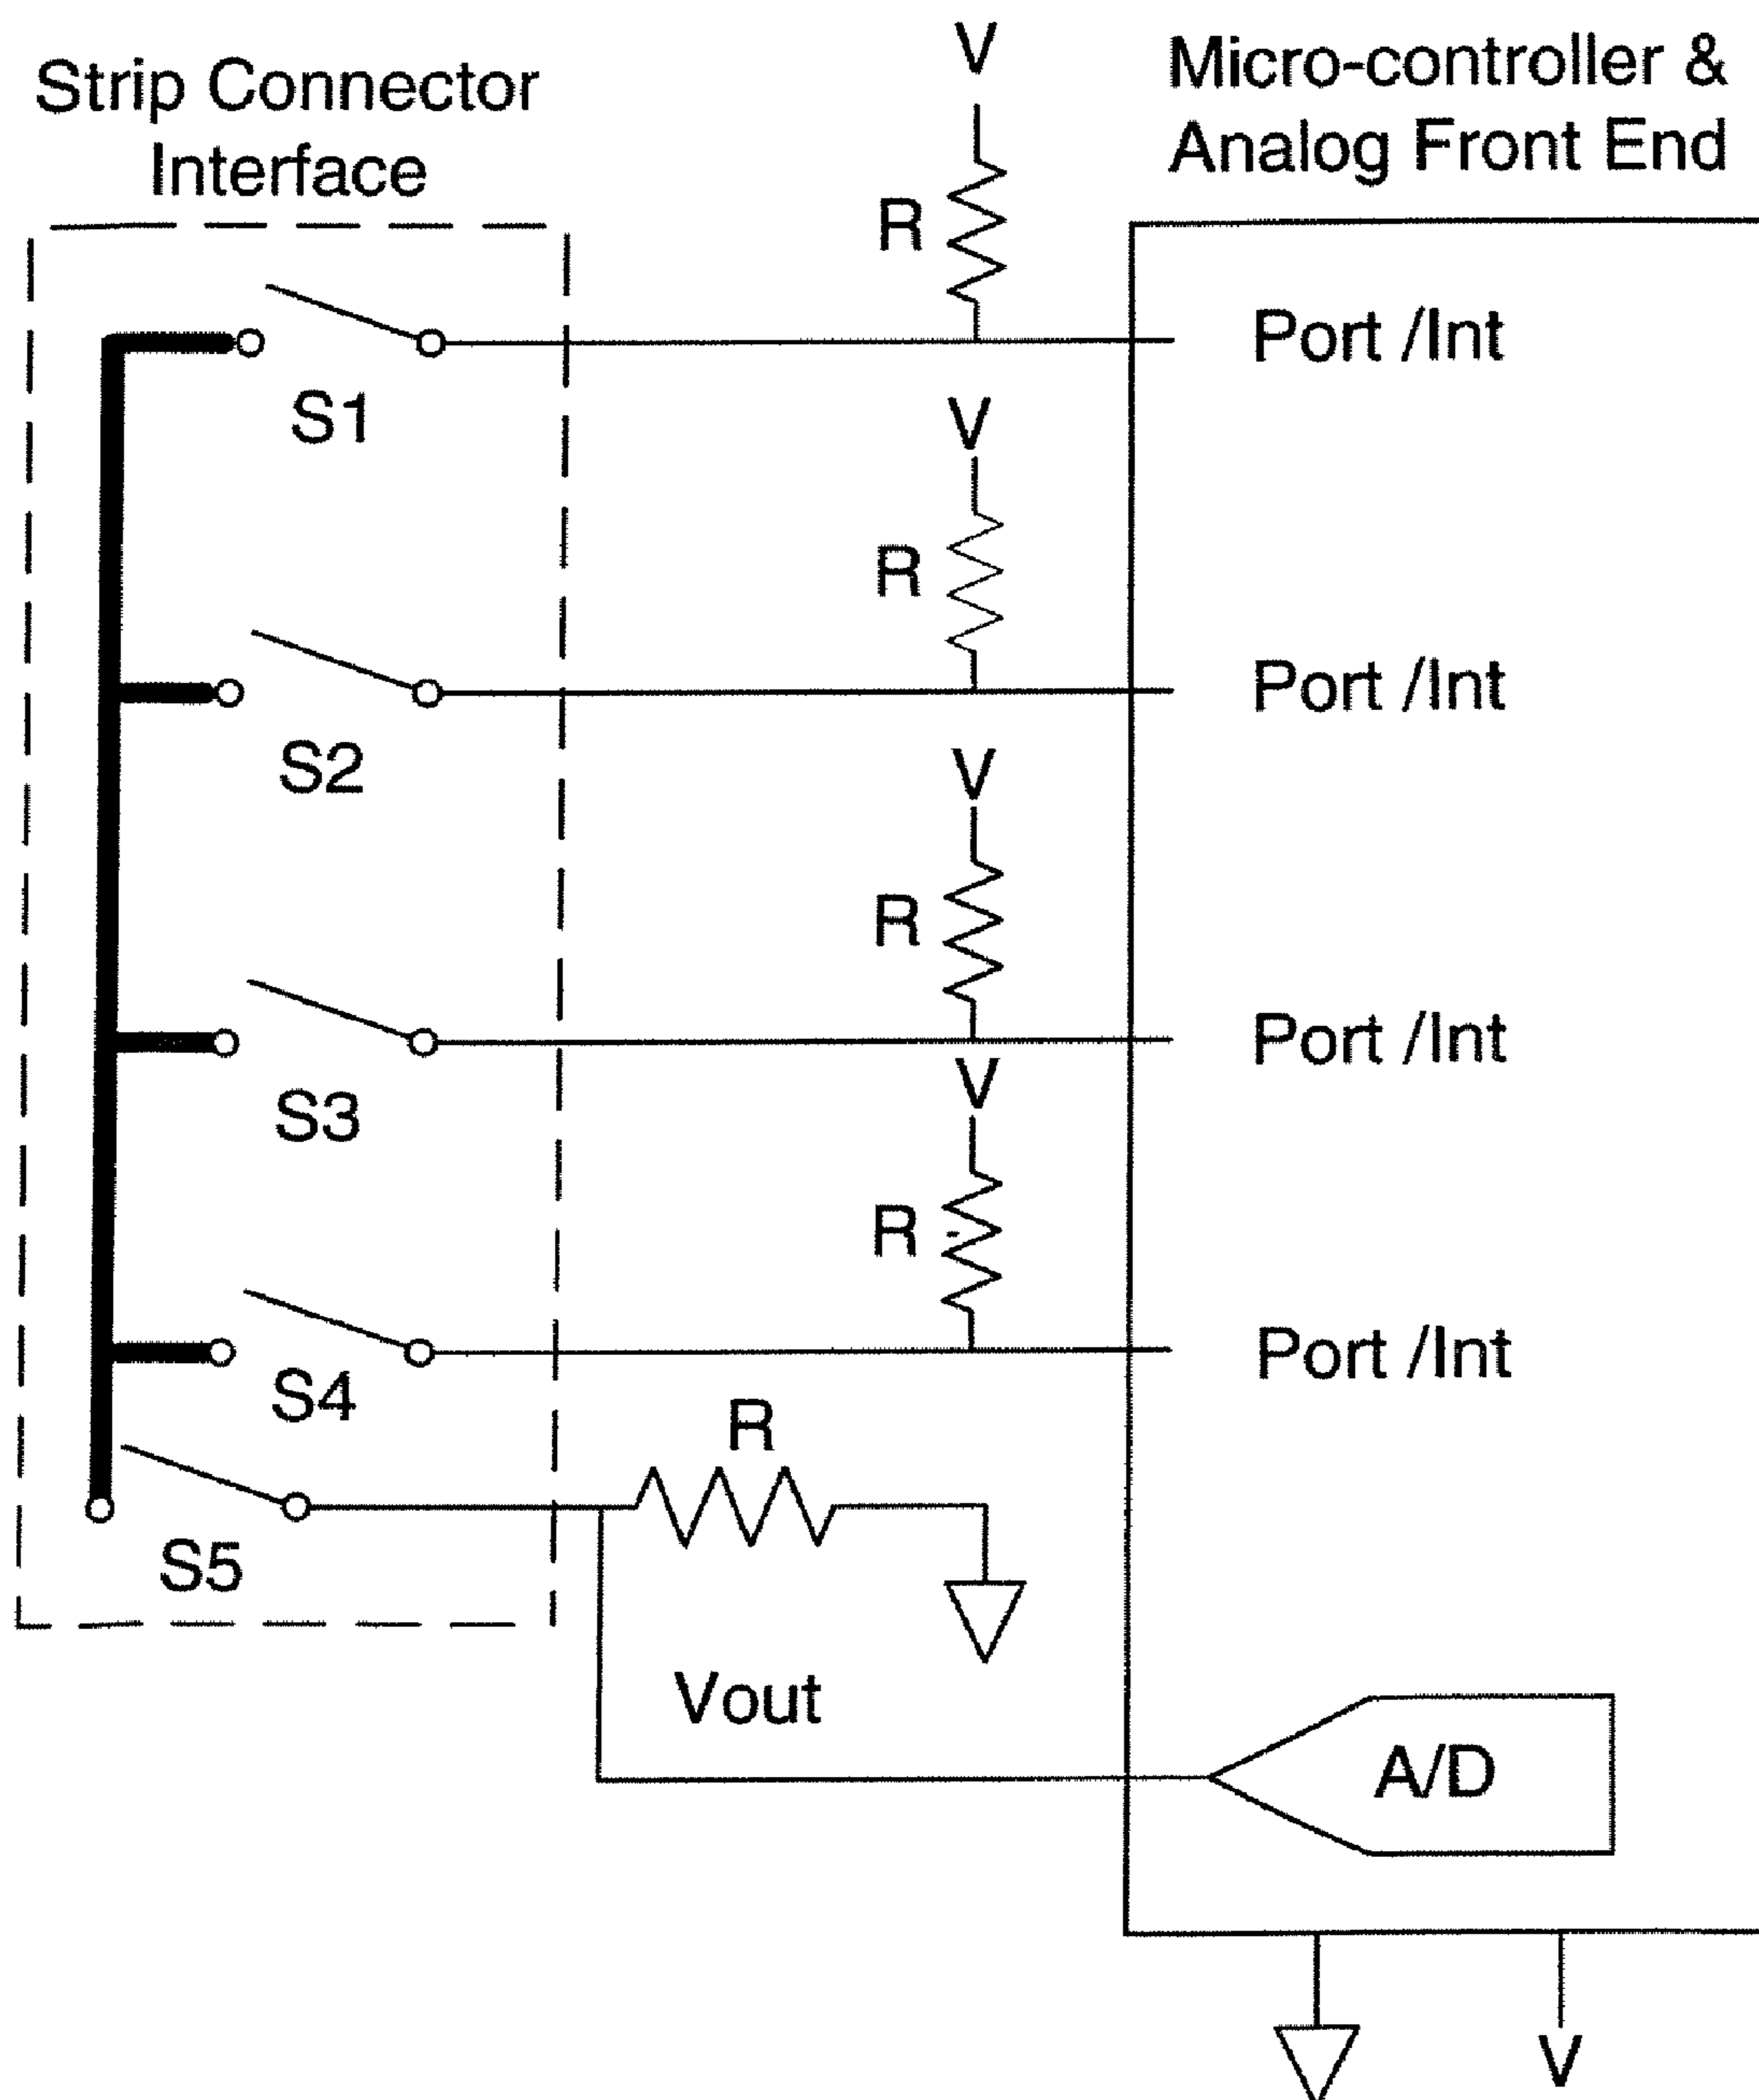 Strip Connector
Interface
V
Micro-controller &
Analog Front End
R
Port /Int
S1
V
R
Port /Int
S2
V
R
Port /Int
S3
V
R
Port /Int
S4
R
S5
Vout
A/D
V